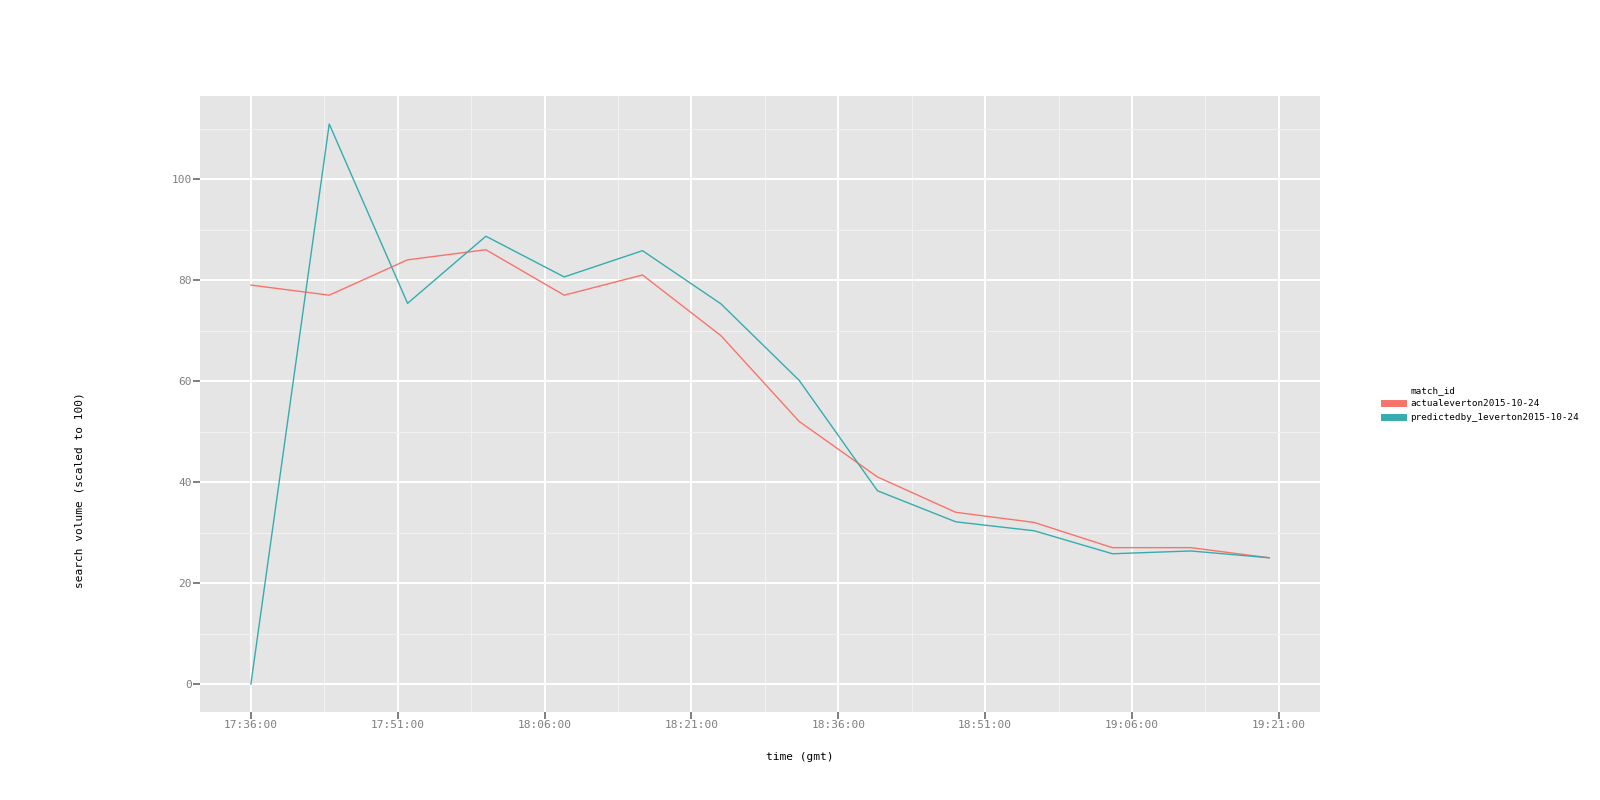 100
80
60
40
20
0
search volume (scaled to 100)
17:36:00 17:51:00 18:06:00 18:21:00 18:36:00 18:51:00 19:06:00 19:21:00
time (gmt)
match_id
actualeverton2015-10-24
predictedby_1everton2015-10-24